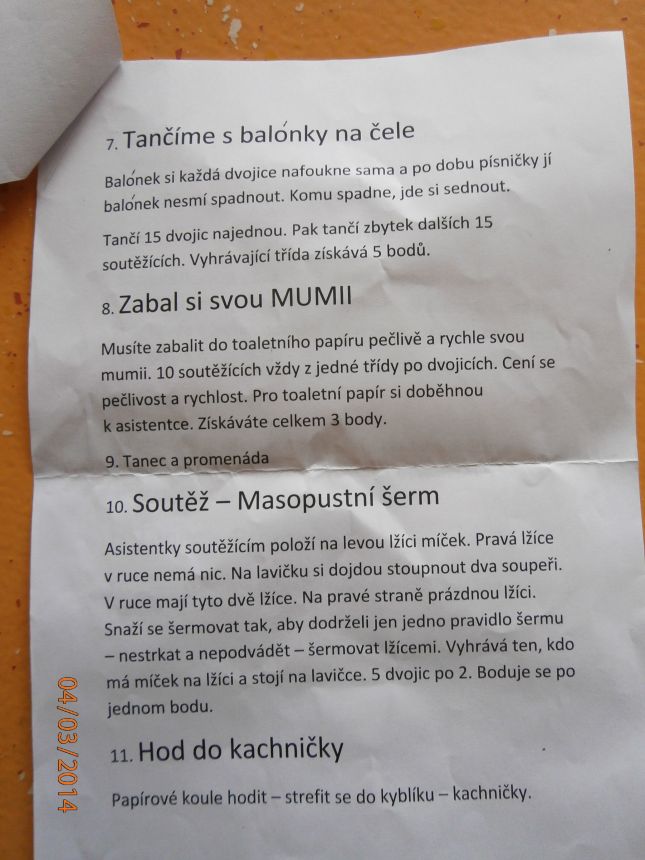 7. Tančíme s balónky na čele
Balónek si každá dvojice nafoukne sama a po dobu písničky jí
balónek nesmí spadnout. Komu spadne, jde si sednout.
Tančí 15 dvojic najednou. Pak tančí zbytek dalších 15
soutěžících. Vyhrávající třída získává 5 bodů.
8. Zabal si svou MUMII
Musíte zabalit do toaletního papíru pečlivě a rychle svou
mumii. 10 soutěžících vždy z jedné třídy po dvojicích. Cení se
pečlivost a rychlost. Pro toaletní papír si doběhnou
k asistentce. Získáváte celkem 3 body.
9. Tanec a promenáda
10. Soutěž – Masopustní šerm
Asistentky soutěžícím položí na levou lžíci míček. Pravá lžíce
v ruce nemá nic. Na lavičku si dojdou stoupnout dva soupeři.
V ruce mají tyto dvě lžíce. Na pravé straně prázdnou lžíci.
Snaží se šermovat tak, aby dodrželi jen jedno pravidlo šermu
– nestrkat a nepodvádět – šermovat lžícemi. Vyhrává ten, kdo
má míček na lžíci a stojí na lavičce. 5 dvojic po 2. Boduje se po
jednom bodu.
11. Hod do kachničky
Papírové koule hodit – strefit se do kyblíku – kachničky.
04/03/2014